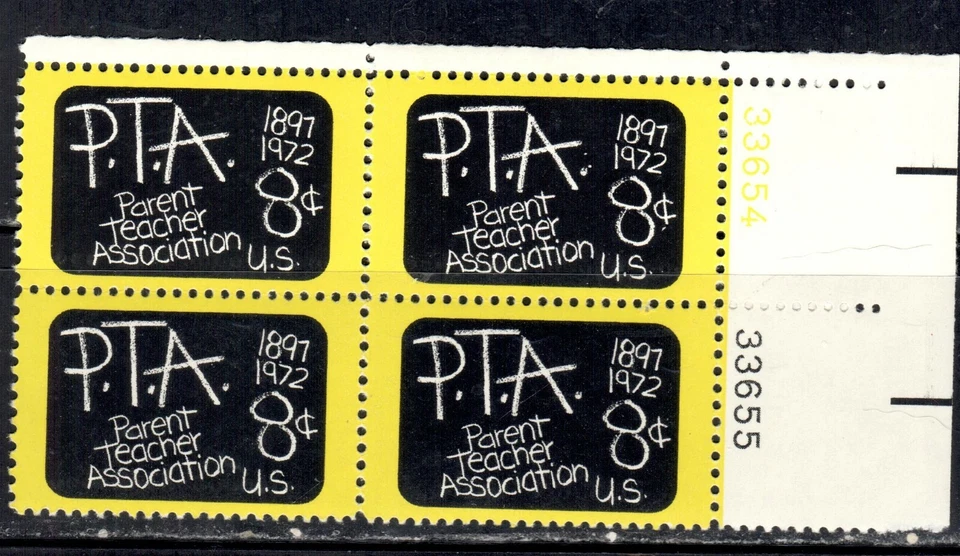 P.T.A.
1897
1972
8¢
Parent
Teacher
Association
U.S.
P.T.A.
1897
1972
8¢
Parent
Teacher
Association
U.S.
33654
P.T.A.
1897
1972
8¢
Parent
Teacher
Association
U.S.
P.T.A.
1897
1972
8¢
Parent
Teacher
Association
U.S.
33655